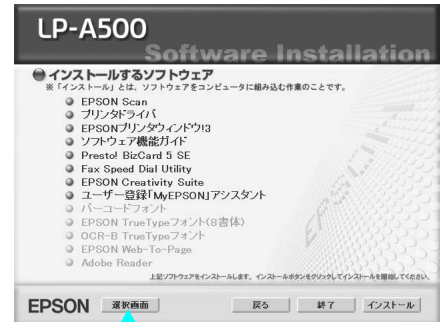 LP-A500
Software Installation
インストールするソフトウェア
※「インストール」とは、ソフトウェアをコンピュータに組み込む作業のことです。
EPSON Scan
プリンタドライバ
EPSONプリンタウィンドウ!3
ソフトウェア機能ガイド
Presto! BizCard 5 SE
Fax Speed Dial Utility
EPSON Creativity Suite
ユーザー登録「MyEPSON」アシスタント
バーコードフォント
EPSON TrueTypeフォント(8書体)
OCR-B TrueTypeフォント
EPSON Web-To-Page
Adobe Reader
上記ソフトウェアをインストールします。インストールボタンをクリックしてインストールを開始してください。
EPSON 選択画面 戻る 終了 インストール
EPSON